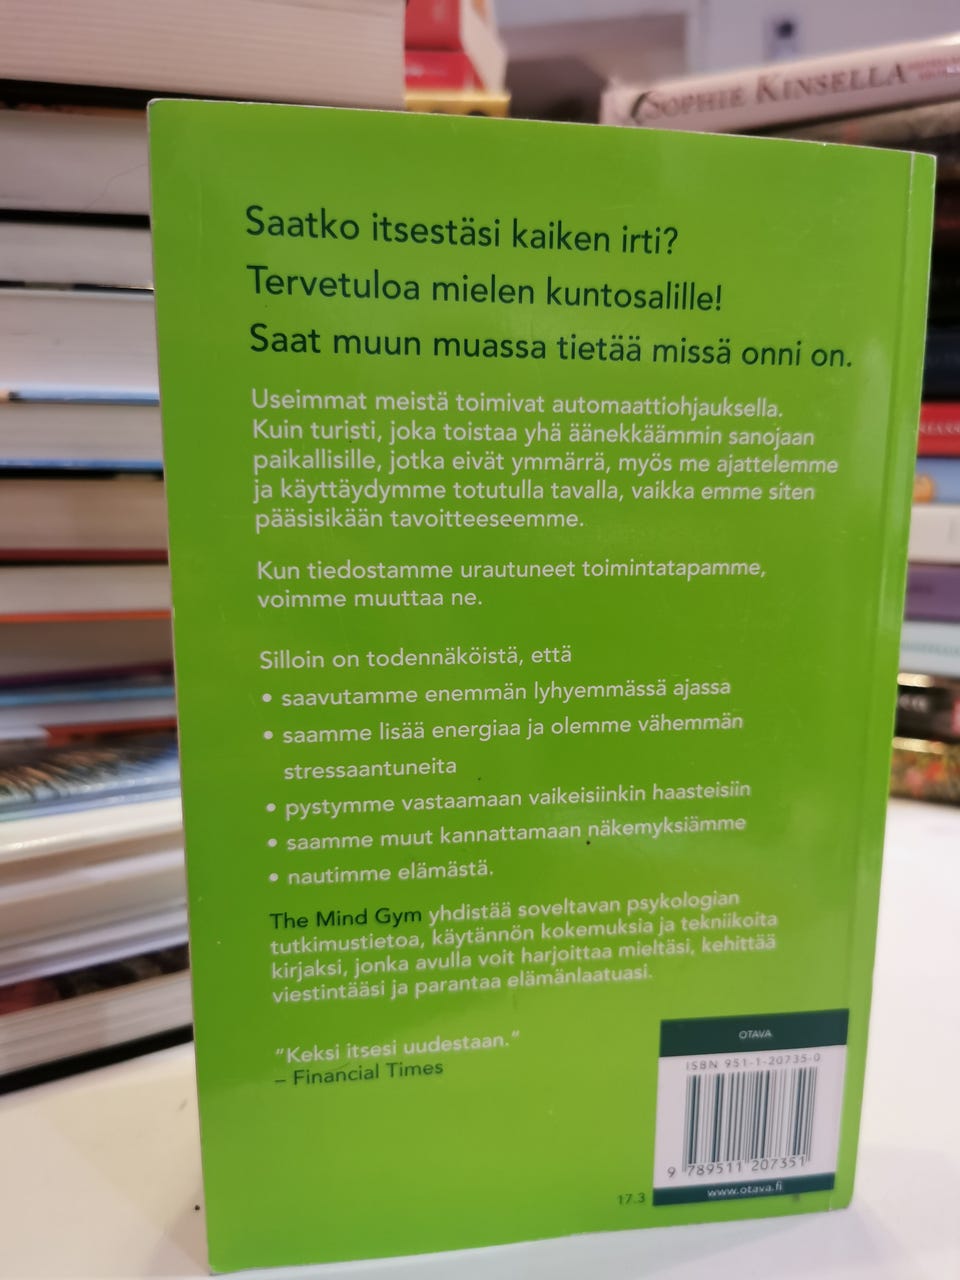 SOPHIE KINSELLA
Saatko itsestäsi kaiken irti?
Tervetuloa mielen kuntosalille!
Saat muun muassa tietää missä onni on.
Useimmat meistä toimivat automaattiohjauksella.
Kuin turisti, joka toistaa yhä äänekkäämmin sanojaan
paikallisille, jotka eivät ymmärrä, myös me ajattelemme
ja käyttäydymme totutulla tavalla, vaikka emme siten
pääsisikään tavoitteeseemme.
Kun tiedostamme urautuneet toimintatapamme,
voimme muuttaa ne.
Silloin on todennäköistä, että
• saavutamme enemmän lyhyemmässä ajassa
• saamme lisää energiaa ja olemme vähemmän
stressaantuneita
• pystymme vastaamaan vaikeisiinkin haasteisiin
• saamme muut kannattamaan näkemyksiämme
• nautimme elämästä.
The Mind Gym yhdistää soveltavan psykologian
tutkimustietoa, käytännön kokemuksia ja tekniikoita
kirjaksi, jonka avulla voit harjoittaa mieltäsi, kehittää
viestintääsi ja parantaa elämänlaatuasi.
"Keksi itsesi uudestaan."
– Financial Times
OTAVA
ISBN 951-1-20735-0
9 789511 207351
17.3
www.otava.fi